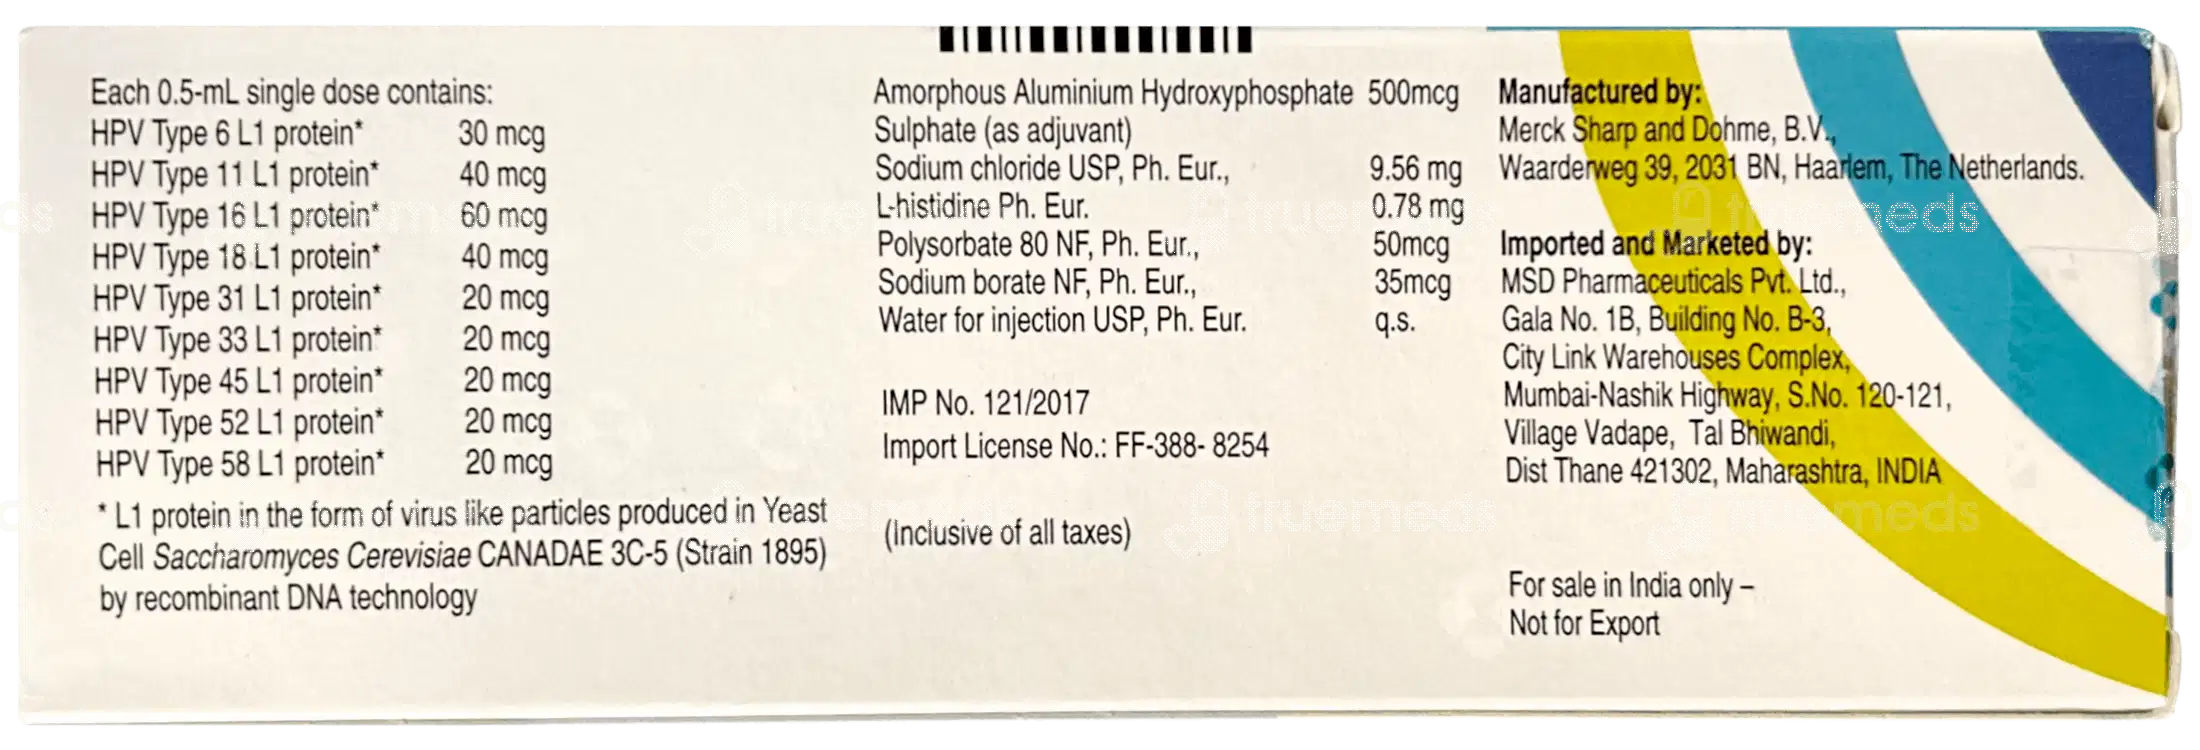 Each 0.5-mL single dose contains:
HPV Type 6 L1 protein* 30 mcg
HPV Type 11 L1 protein* 40 mcg
HPV Type 16 L1 protein* 60 mcg
HPV Type 18 L1 protein* 40 mcg
HPV Type 31 L1 protein* 20 mcg
HPV Type 33 L1 protein* 20 mcg
HPV Type 45 L1 protein* 20 mcg
HPV Type 52 L1 protein* 20 mcg
HPV Type 58 L1 protein* 20 mcg
* L1 protein in the form of virus like particles produced in Yeast
Cell Saccharomyces Cerevisiae CANADAE 3C-5 (Strain 1895)
by recombinant DNA technology
Amorphous Aluminium Hydroxyphosphate 500mcg
Sulphate (as adjuvant)
Sodium chloride USP, Ph. Eur., 9.56 mg
L-histidine Ph. Eur. 0.78 mg
Polysorbate 80 NF, Ph. Eur., 50mcg
Sodium borate NF, Ph. Eur., 35mcg
Water for injection USP, Ph. Eur. q.s.
IMP No. 121/2017
Import License No.: FF-388- 8254
(Inclusive of all taxes)
Manufactured by:
Merck Sharp and Dohme, B.V.,
Waarderweg 39, 2031 BN, Haarlem, The Netherlands.
Imported and Marketed by:
MSD Pharmaceuticals Pvt. Ltd.,
Gala No. 1B, Building No. B-3,
City Link Warehouses Complex,
Mumbai-Nashik Highway, S.No. 120-121,
Village Vadape, Tal Bhiwandi,
Dist Thane 421302, Maharashtra, INDIA
For sale in India only –
Not for Export
truemeds
truemeds
truemeds
truemeds